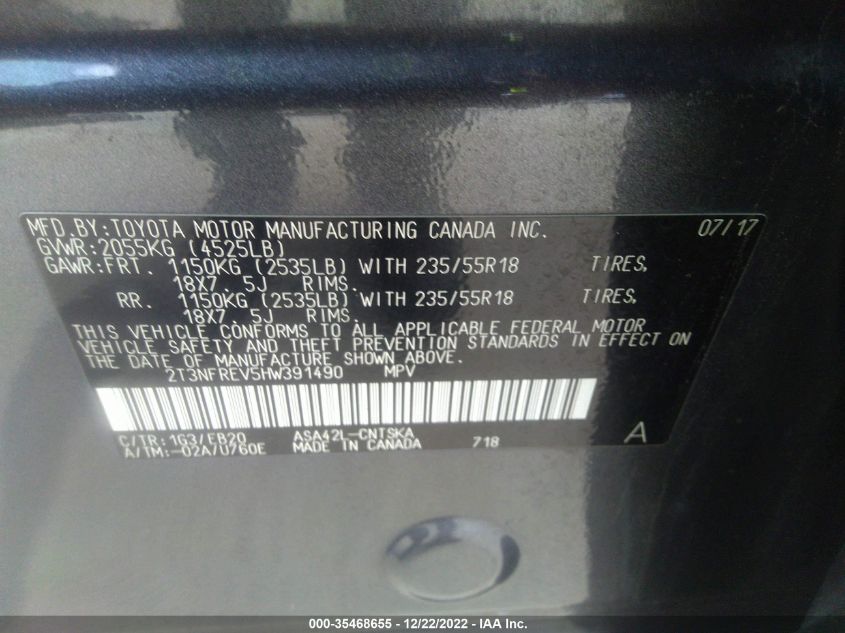 MFD.BY:TOYOTA MOTOR MANUFACTURING CANADA INC. 07/17
GVWR:2055KG (4525LB)
GAWR:FRT. 1150KG (2535LB) WITH 235/55R18 TIRES,
18X7. 5J RIMS.
RR. 1150KG (2535LB) WITH 235/55R18 TIRES,
18X7. 5J RIMS.
THIS VEHICLE CONFORMS TO ALL APPLICABLE FEDERAL MOTOR
VEHICLE SAFETY AND THEFT PREVENTION STANDARDS IN EFFECT ON
THE DATE OF MANUFACTURE SHOWN ABOVE.
2T3NFREV5HW391490 MPV
C/TR:1G3/EB20 ASA42L-CNTSKA 718 A
A/TM:-02A/U760E MADE IN CANADA
000-35468655 - 12/22/2022 - IAA Inc.